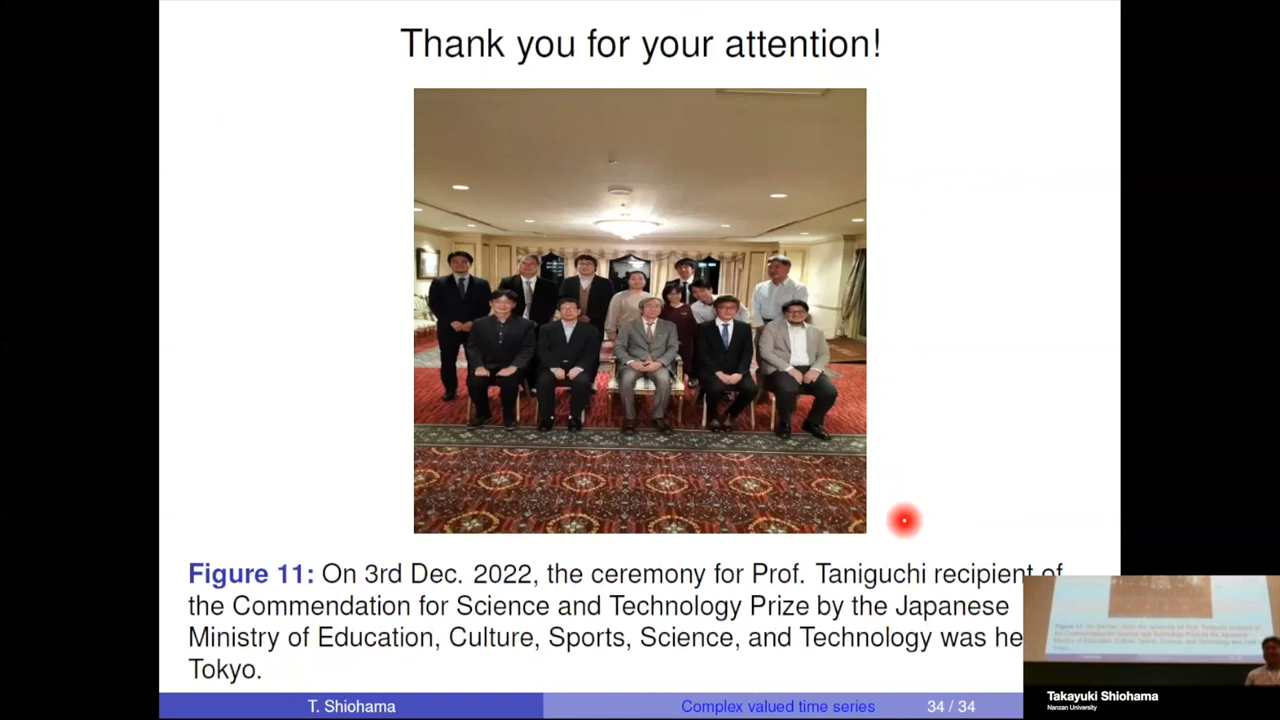 Thank you for your attention!
Figure 11: On 3rd Dec. 2022, the ceremony for Prof. Taniguchi recipient of
the Commendation for Science and Technology Prize by the Japanese
Ministry of Education, Culture, Sports, Science, and Technology was he
Tokyo.
T. Shiohama
Complex valued time series
34 / 34
Takayuki Shiohama
Nanzan University